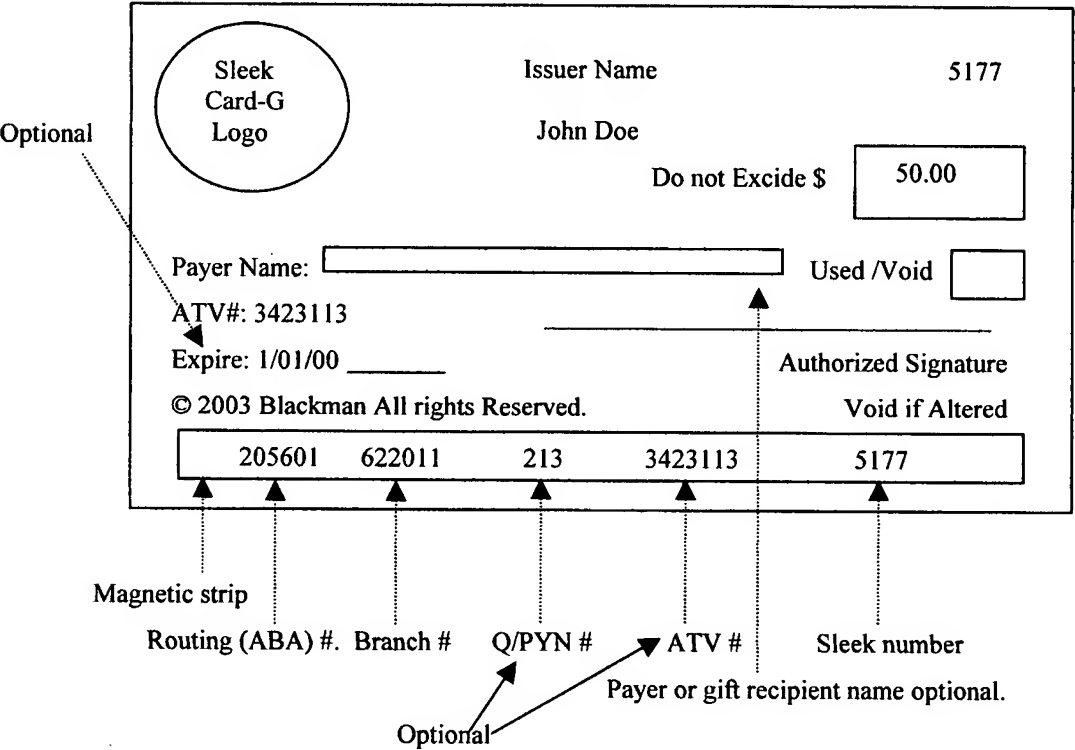 Sleek
Card-G
Logo
Issuer Name
5177
Optional
John Doe
Do not Excide $
50.00
Payer Name:
Used /Void
ATV#: 3423113
Expire: 1/01/00
Authorized Signature
© 2003 Blackman All rights Reserved.
Void if Altered
205601 622011 213 3423113 5177
Magnetic strip
Routing (ABA) #. Branch # Q/PYN # ATV # Sleek number
Payer or gift recipient name optional.
Optional